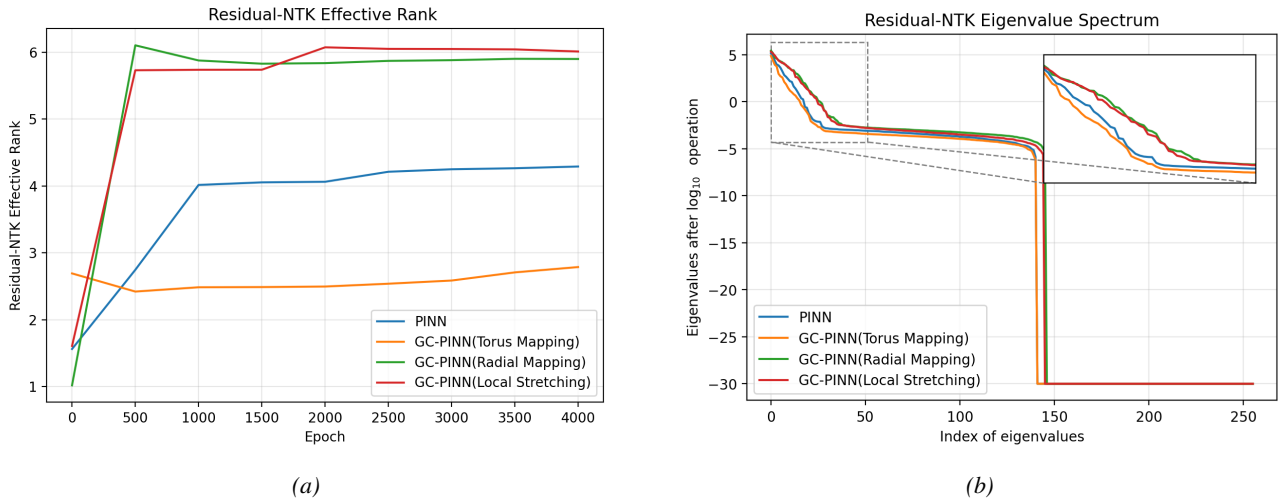 Residual-NTK Effective Rank
Residual-NTK Effective Rank
6
5
4
3
2
1
0 500 1000 1500 2000 2500 3000 3500 4000
Epoch
PINN
GC-PINN(Torus Mapping)
GC-PINN(Radial Mapping)
GC-PINN(Local Stretching)
(a)
Residual-NTK Eigenvalue Spectrum
Eigenvalues after log₁₀ operation
5
0
−5
−10
−15
−20
−25
−30
0 50 100 150 200 250
Index of eigenvalues
PINN
GC-PINN(Torus Mapping)
GC-PINN(Radial Mapping)
GC-PINN(Local Stretching)
(b)